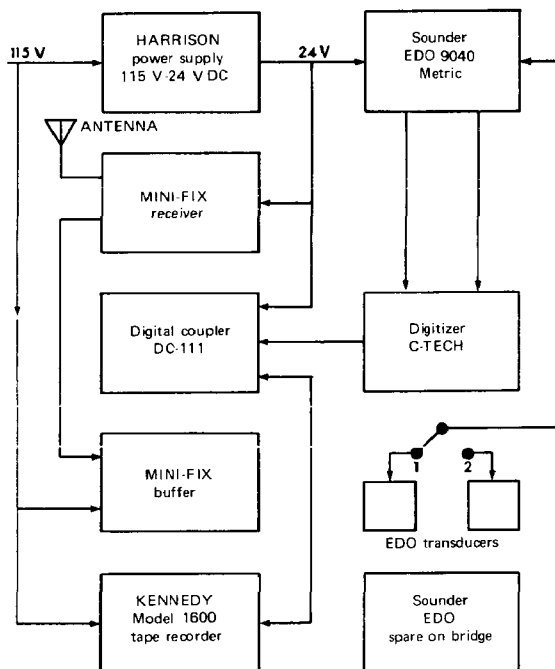 115 V
HARRISON
power supply
115 V-24 V DC
24 V
Sounder
EDO 9040
Metric
ANTENNA
MINI-FIX
receiver
Digital coupler
DC-111
Digitizer
C-TECH
MINI-FIX
buffer
1
2
EDO transducers
KENNEDY
Model 1600
tape recorder
Sounder
EDO
spare on bridge